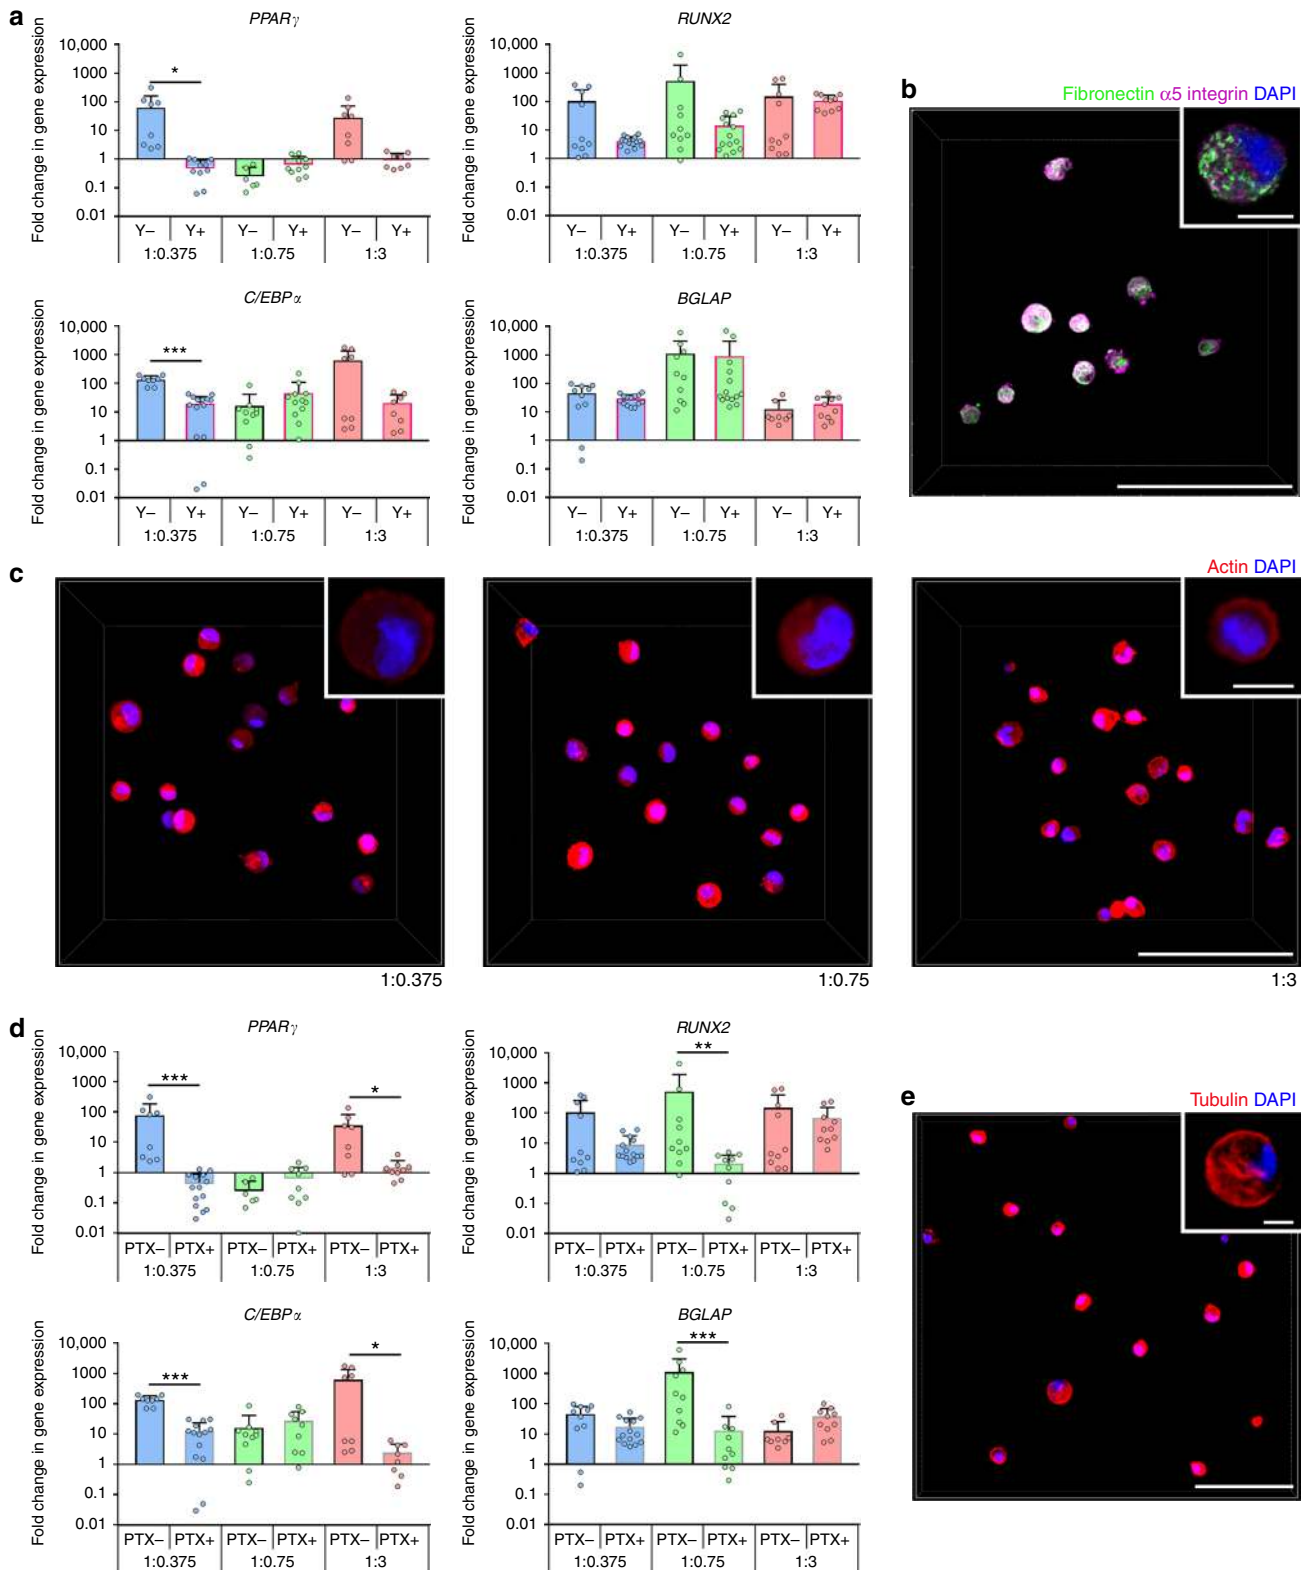 a
PPARγ
Fold change in gene expression
10,000
1000
100
10
1
0.1
0.01
*
Y– Y+ Y– Y+ Y– Y+
1:0.375 1:0.75 1:3
RUNX2
Fold change in gene expression
10,000
1000
100
10
1
0.1
0.01
Y– Y+ Y– Y+ Y– Y+
1:0.375 1:0.75 1:3
C/EBPα
Fold change in gene expression
10,000
1000
100
10
1
0.1
0.01
***
Y– Y+ Y– Y+ Y– Y+
1:0.375 1:0.75 1:3
BGLAP
Fold change in gene expression
10,000
1000
100
10
1
0.1
0.01
Y– Y+ Y– Y+ Y– Y+
1:0.375 1:0.75 1:3
b
Fibronectin α5 integrin DAPI
c
Actin DAPI
1:0.375
1:0.75
1:3
d
PPARγ
Fold change in gene expression
10,000
1000
100
10
1
0.1
0.01
***
*
PTX– PTX+ PTX– PTX+ PTX– PTX+
1:0.375 1:0.75 1:3
RUNX2
Fold change in gene expression
10,000
1000
100
10
1
0.1
0.01
**
PTX– PTX+ PTX– PTX+ PTX– PTX+
1:0.375 1:0.75 1:3
C/EBPα
Fold change in gene expression
10,000
1000
100
10
1
0.1
0.01
***
*
PTX– PTX+ PTX– PTX+ PTX– PTX+
1:0.375 1:0.75 1:3
BGLAP
Fold change in gene expression
10,000
1000
100
10
1
0.1
0.01
***
PTX– PTX+ PTX– PTX+ PTX– PTX+
1:0.375 1:0.75 1:3
e
Tubulin DAPI